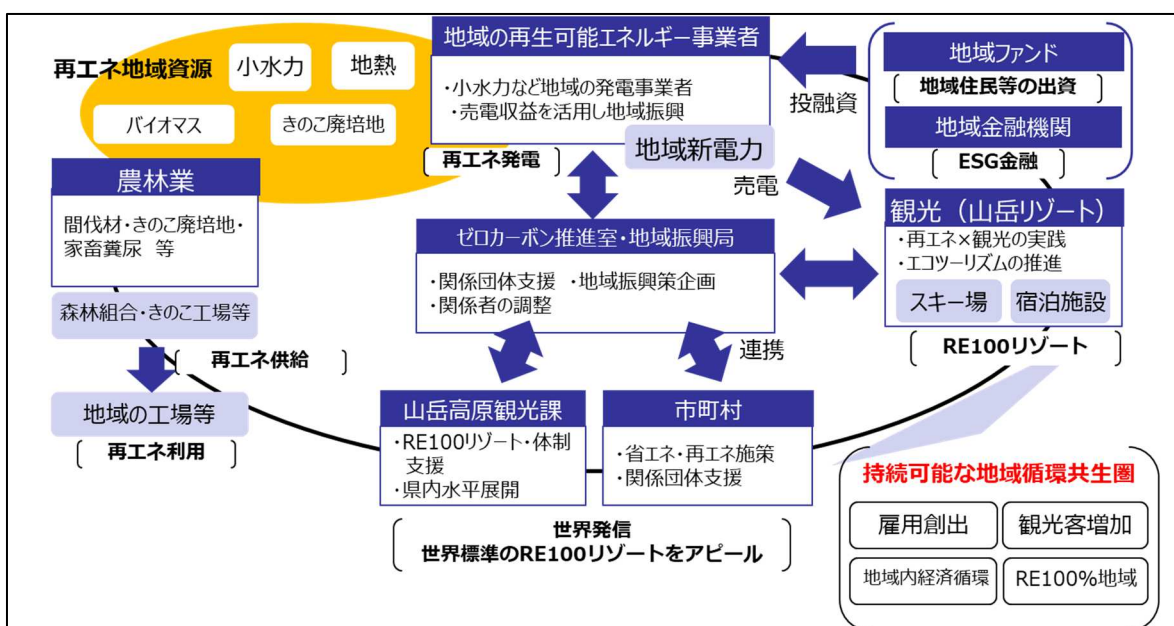 再エネ地域資源
小水力
地熱
バイオマス
きのこ廃培地
地域の再生可能エネルギー事業者
・小水力など地域の発電事業者
・売電収益を活用し地域振興
地域新電力
再エネ発電
投融資
地域ファンド
地域住民等の出資
地域金融機関
ESG金融
売電
農林業
間伐材・きのこ廃培地・
家畜糞尿 等
森林組合・きのこ工場等
再エネ供給
地域の工場等
再エネ利用
ゼロカーボン推進室・地域振興局
・関係団体支援 ・地域振興策企画
・関係者の調整
連携
観光（山岳リゾート）
・再エネ×観光の実践
・エコツーリズムの推進
スキー場
宿泊施設
RE100リゾート
山岳高原観光課
・RE100リゾート・体制
支援
・県内水平展開
市町村
・省エネ・再エネ施策
・関係団体支援
世界発信
世界標準のRE100リゾートをアピール
持続可能な地域循環共生圏
雇用創出
観光客増加
地域内経済循環
RE100%地域